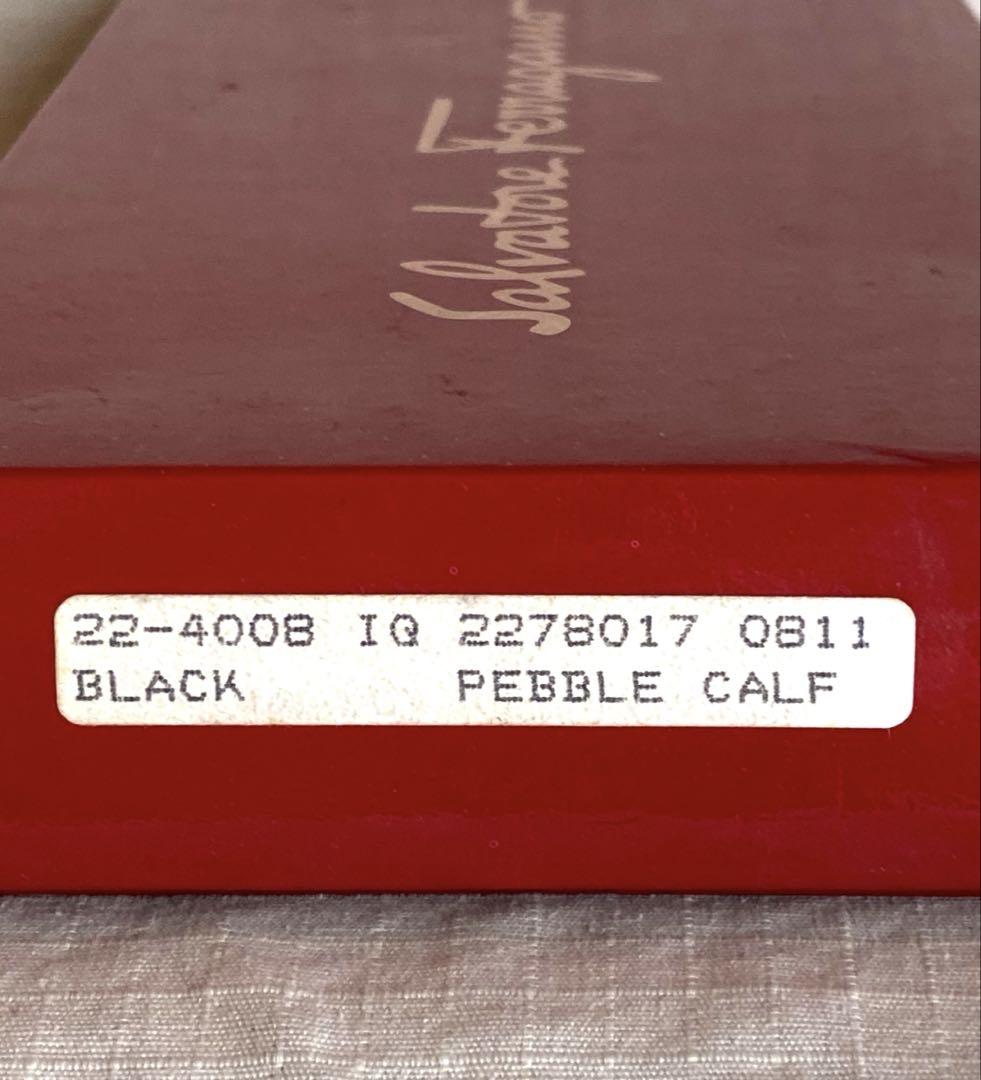 Salvatore Ferragamo
22-4008 IQ 2278017 0811
BLACK PEBBLE CALF